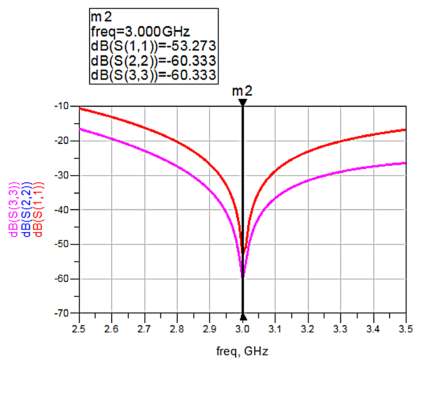 m2
freq=3.000GHz
dB(S(1,1))=-53.273
dB(S(2,2))=-60.333
dB(S(3,3))=-60.333
m2
-10
-20
-30
-40
-50
-60
-70
dB(S(3,3))
dB(S(2,2))
dB(S(1,1))
2.5 2.6 2.7 2.8 2.9 3.0 3.1 3.2 3.3 3.4 3.5
freq, GHz